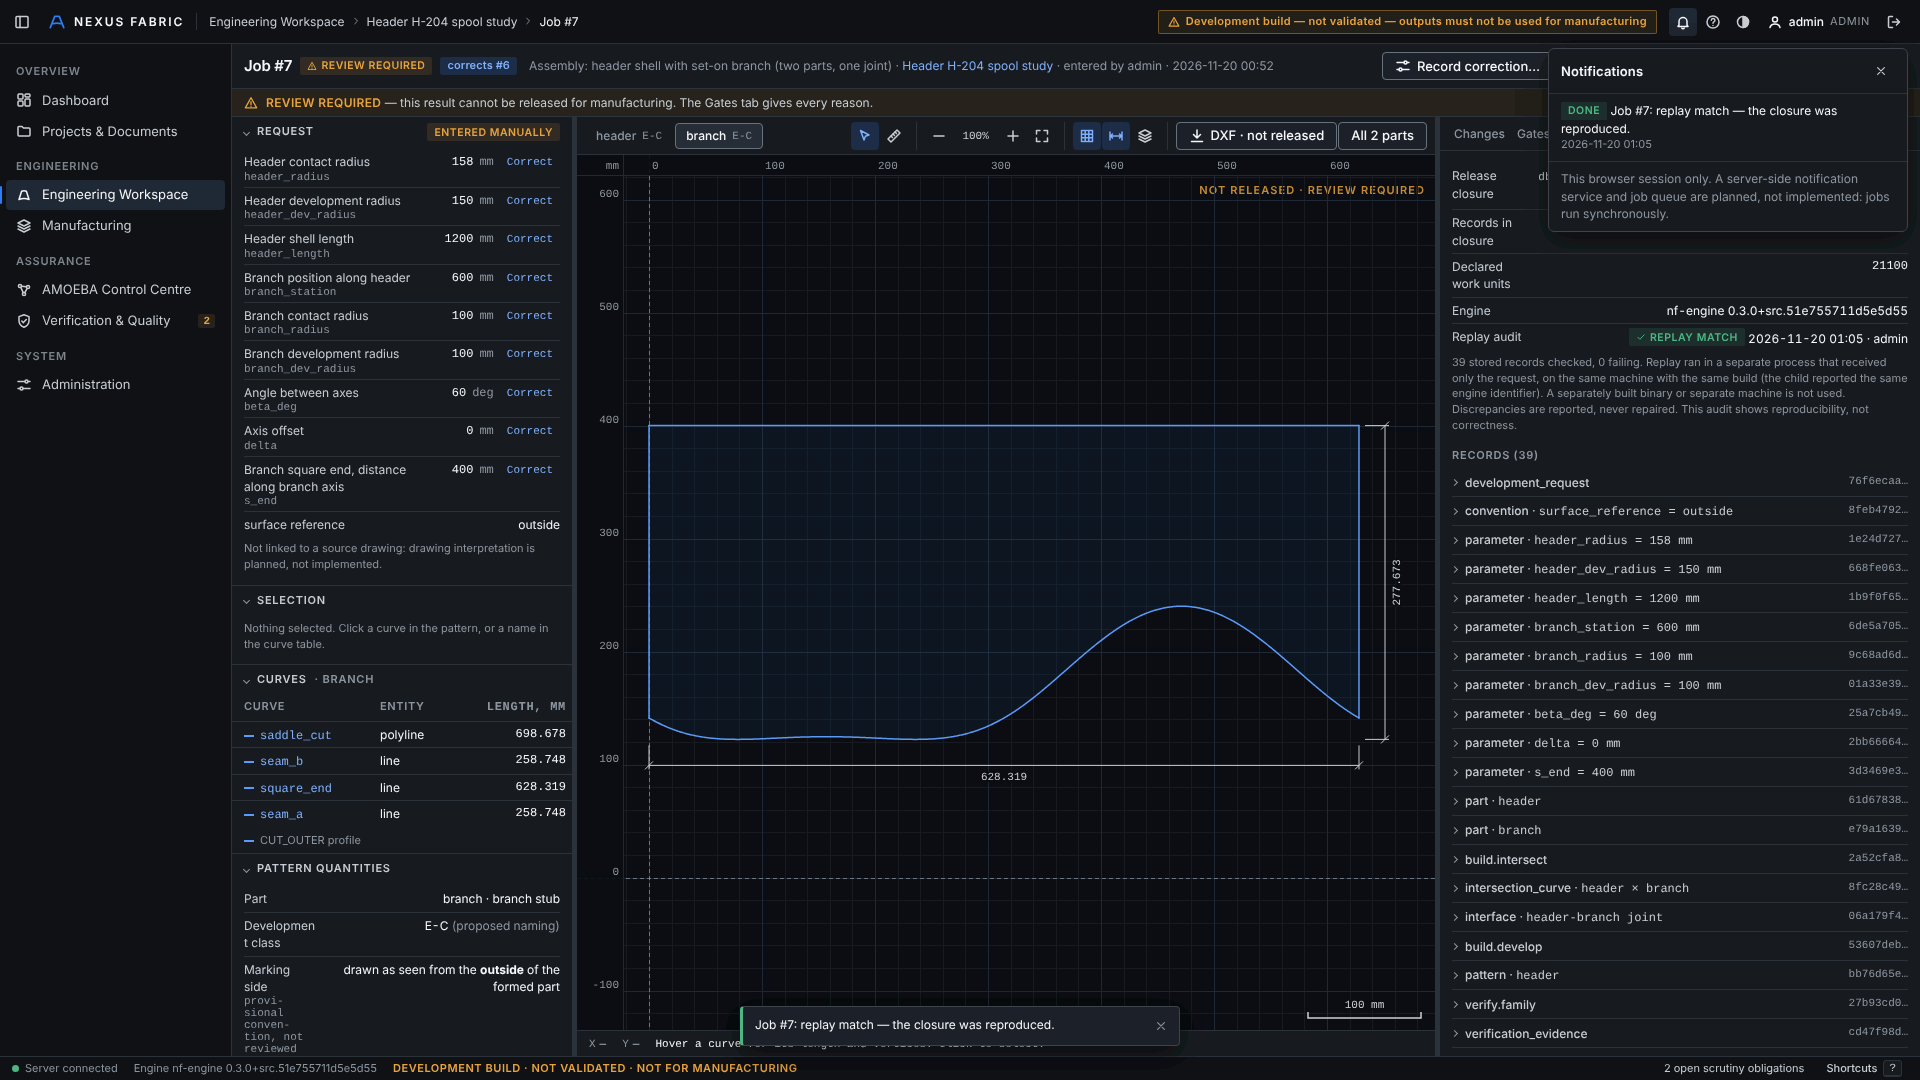 NEXUS FABRIC
Engineering Workspace › Header H-204 spool study › Job #7
Development build — not validated — outputs must not be used for manufacturing
admin ADMIN
OVERVIEW
Dashboard
Projects & Documents
ENGINEERING
Engineering Workspace
Manufacturing
ASSURANCE
AMOEBA Control Centre
Verification & Quality 2
SYSTEM
Administration
Job #7 REVIEW REQUIRED corrects #6 Assembly: header shell with set-on branch (two parts, one joint) · Header H-204 spool study · entered by admin · 2026-11-20 00:52
Record correction...
REVIEW REQUIRED — this result cannot be released for manufacturing. The Gates tab gives every reason.
REQUEST ENTERED MANUALLY
Header contact radius 158 mm Correct
header_radius
Header development radius 150 mm Correct
header_dev_radius
Header shell length 1200 mm Correct
header_length
Branch position along header 600 mm Correct
branch_station
Branch contact radius 100 mm Correct
branch_radius
Branch development radius 100 mm Correct
branch_dev_radius
Angle between axes 60 deg Correct
beta_deg
Axis offset 0 mm Correct
delta
Branch square end, distance 400 mm Correct
along branch axis
s_end
surface reference outside
Not linked to a source drawing: drawing interpretation is
planned, not implemented.
SELECTION
Nothing selected. Click a curve in the pattern, or a name in
the curve table.
CURVES · BRANCH
CURVE ENTITY LENGTH, MM
saddle_cut polyline 698.678
seam_b line 258.748
square_end line 628.319
seam_a line 258.748
CUT_OUTER profile
PATTERN QUANTITIES
Part branch · branch stub
Developmen E-C (proposed naming)
t class
Marking drawn as seen from the outside of the
side formed part
provi-
sional
conven-
tion, not
reviewed
header E-C branch E-C 100% DXF · not released All 2 parts
mm 0 100 200 300 400 500 600
NOT RELEASED · REVIEW REQUIRED
600
500
400
300
200
100
0
-100
277.673
628.319
100 mm
X — Y — Hover a curve
Job #7: replay match — the closure was reproduced.
Notifications
DONE Job #7: replay match — the closure was
reproduced.
2026-11-20 01:05
This browser session only. A server-side notification
service and job queue are planned, not implemented: jobs
run synchronously.
Changes Gates
Release
closure
Records in
closure
Declared 21100
work units
Engine nf-engine 0.3.0+src.51e755711d5e5d55
Replay audit REPLAY MATCH 2026-11-20 01:05 · admin
39 stored records checked, 0 failing. Replay ran in a separate process that received
only the request, on the same machine with the same build (the child reported the same
engine identifier). A separately built binary or separate machine is not used.
Discrepancies are reported, never repaired. This audit shows reproducibility, not
correctness.
RECORDS (39)
development_request 76f6ecaa…
convention · surface_reference = outside 8feb4792…
parameter · header_radius = 158 mm 1e24d727…
parameter · header_dev_radius = 150 mm 668fe063…
parameter · header_length = 1200 mm 1b9f0f65…
parameter · branch_station = 600 mm 6de5a705…
parameter · branch_radius = 100 mm 9c68ad6d…
parameter · branch_dev_radius = 100 mm 01a33e39…
parameter · beta_deg = 60 deg 25a7cb49…
parameter · delta = 0 mm 2bb66664…
parameter · s_end = 400 mm 3d3469e3…
part · header 61d67838…
part · branch e79a1639…
build.intersect 2a52cfa8…
intersection_curve · header × branch 8fc28c49…
interface · header-branch joint 06a179f4…
build.develop 53607deb…
pattern · header bb76d65e…
verify.family 27b93cd0…
verification_evidence cd47f98d…
Server connected Engine nf-engine 0.3.0+src.51e755711d5e5d55 DEVELOPMENT BUILD · NOT VALIDATED · NOT FOR MANUFACTURING
2 open scrutiny obligations Shortcuts ?